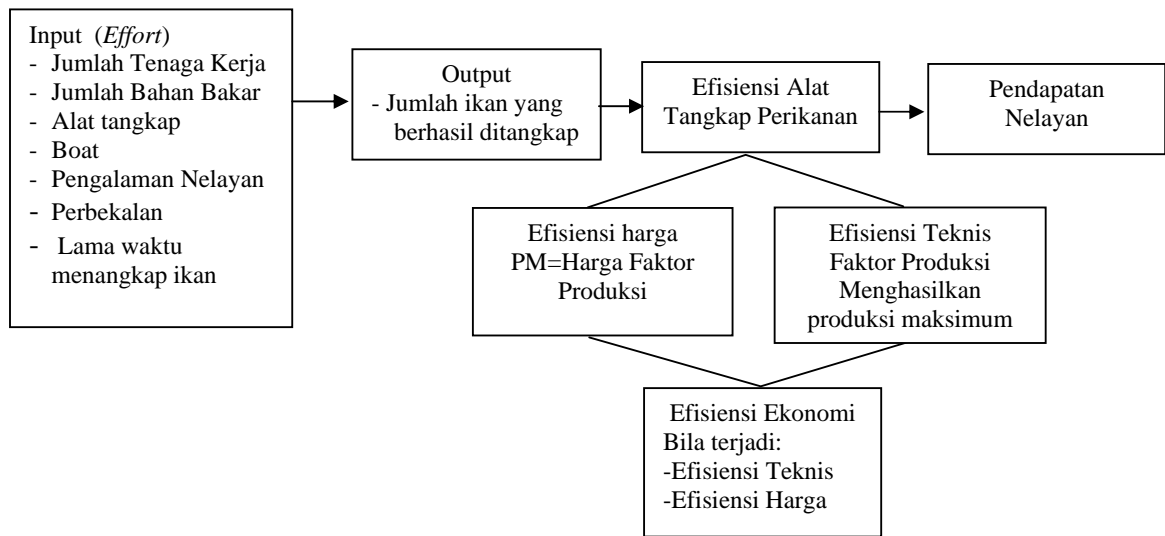 Input (Effort)
- Jumlah Tenaga Kerja
- Jumlah Bahan Bakar
- Alat tangkap
- Boat
- Pengalaman Nelayan
- Perbekalan
- Lama waktu
menangkap ikan
Output
- Jumlah ikan yang
berhasil ditangkap
Efisiensi Alat
Tangkap Perikanan
Pendapatan
Nelayan
Efisiensi harga
PM=Harga Faktor
Produksi
Efisiensi Teknis
Faktor Produksi
Menghasilkan
produksi maksimum
Efisiensi Ekonomi
Bila terjadi:
-Efisiensi Teknis
-Efisiensi Harga